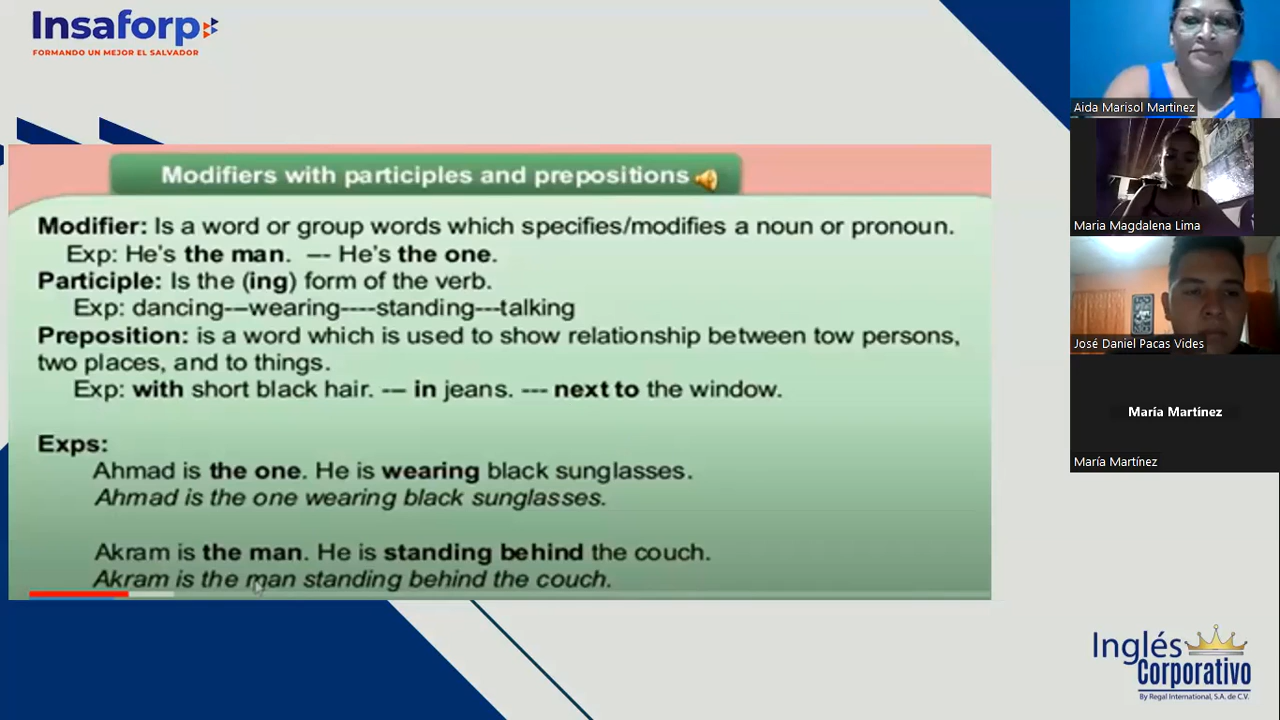 Insaforp
FORMANDO UN MEJOR EL SALVADOR
Modifiers with participles and prepositions
Modifier: Is a word or group words which specifies/modifies a noun or pronoun.
Exp: He's the man. --- He's the one.
Participle: Is the (ing) form of the verb.
Exp: dancing---wearing----standing---talking
Preposition: is a word which is used to show relationship between tow persons,
two places, and to things.
Exp: with short black hair. --- in jeans. --- next to the window.
Exps:
Ahmad is the one. He is wearing black sunglasses.
Ahmad is the one wearing black sunglasses.
Akram is the man. He is standing behind the couch.
Akram is the man standing behind the couch.
Aida Marisol Martinez
Maria Magdalena Lima
José Daniel Pacas Vides
María Martínez
María Martínez
Inglés
Corporativo
By Regal International, S.A. de C.V.